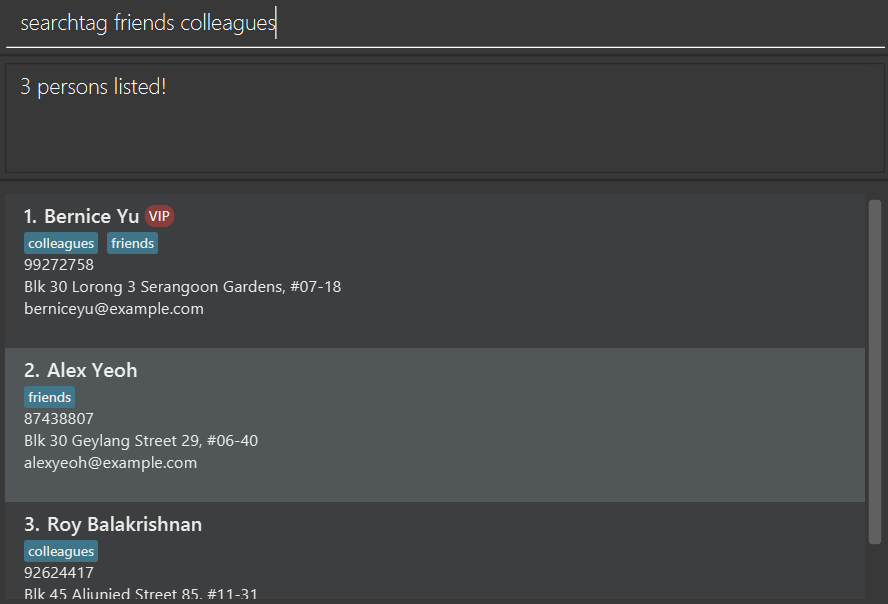 searchtag friends colleagues
3 persons listed!
1. Bernice Yu VIP
colleagues friends
99272758
Blk 30 Lorong 3 Serangoon Gardens, #07-18
berniceyu@example.com
2. Alex Yeoh
friends
87438807
Blk 30 Geylang Street 29, #06-40
alexyeoh@example.com
3. Roy Balakrishnan
colleagues
92624417
Blk 45 Aljunied Street 85, #11-31